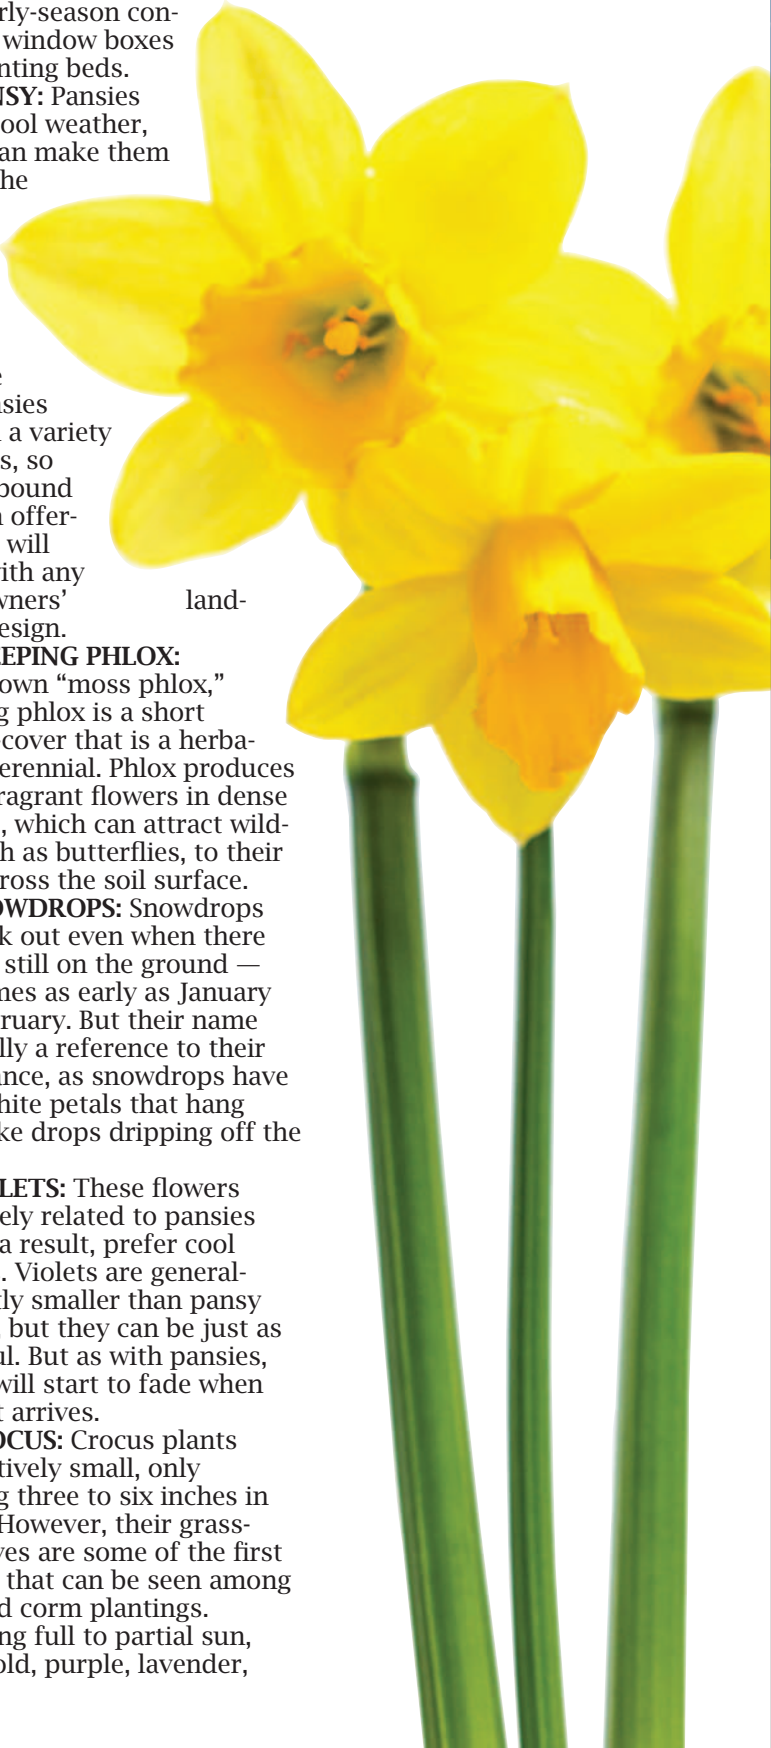 rly-season con-
window boxes
nting beds.
NSY: Pansies
ool weather,
an make them
he
e
nsies
a variety
s, so
bound
n offer-
will
with any
wners' land-
esign.
EEPING PHLOX:
own “moss phlox,”
g phlox is a short
cover that is a herba-
erennial. Phlox produces
ragrant flowers in dense
, which can attract wild-
h as butterflies, to their
ross the soil surface.
OWDROPS: Snowdrops
k out even when there
still on the ground —
mes as early as January
ruary. But their name
lly a reference to their
ance, as snowdrops have
hite petals that hang
ke drops dripping off the
LETS: These flowers
ely related to pansies
a result, prefer cool
. Violets are general-
tly smaller than pansy
, but they can be just as
ul. But as with pansies,
will start to fade when
t arrives.
OCUS: Crocus plants
tively small, only
g three to six inches in
However, their grass-
ves are some of the first
that can be seen among
d corm plantings.
ng full to partial sun,
old, purple, lavender,